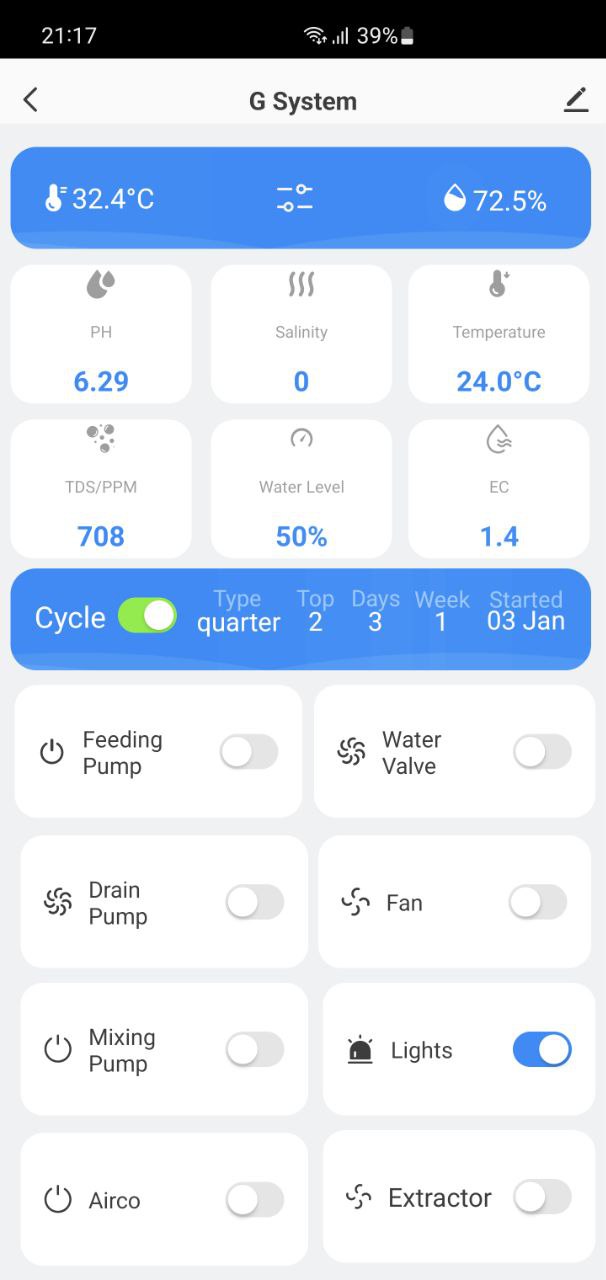 21:17 39%
G System
32.4°C 72.5%
PH Salinity Temperature
6.29 0 24.0°C
TDS/PPM Water Level EC
708 50% 1.4
Cycle Type Top Days Week Started
quarter 2 3 1 03 Jan
Feeding
Pump
Water
Valve
Drain
Pump
Fan
Mixing
Pump
Lights
Airco
Extractor